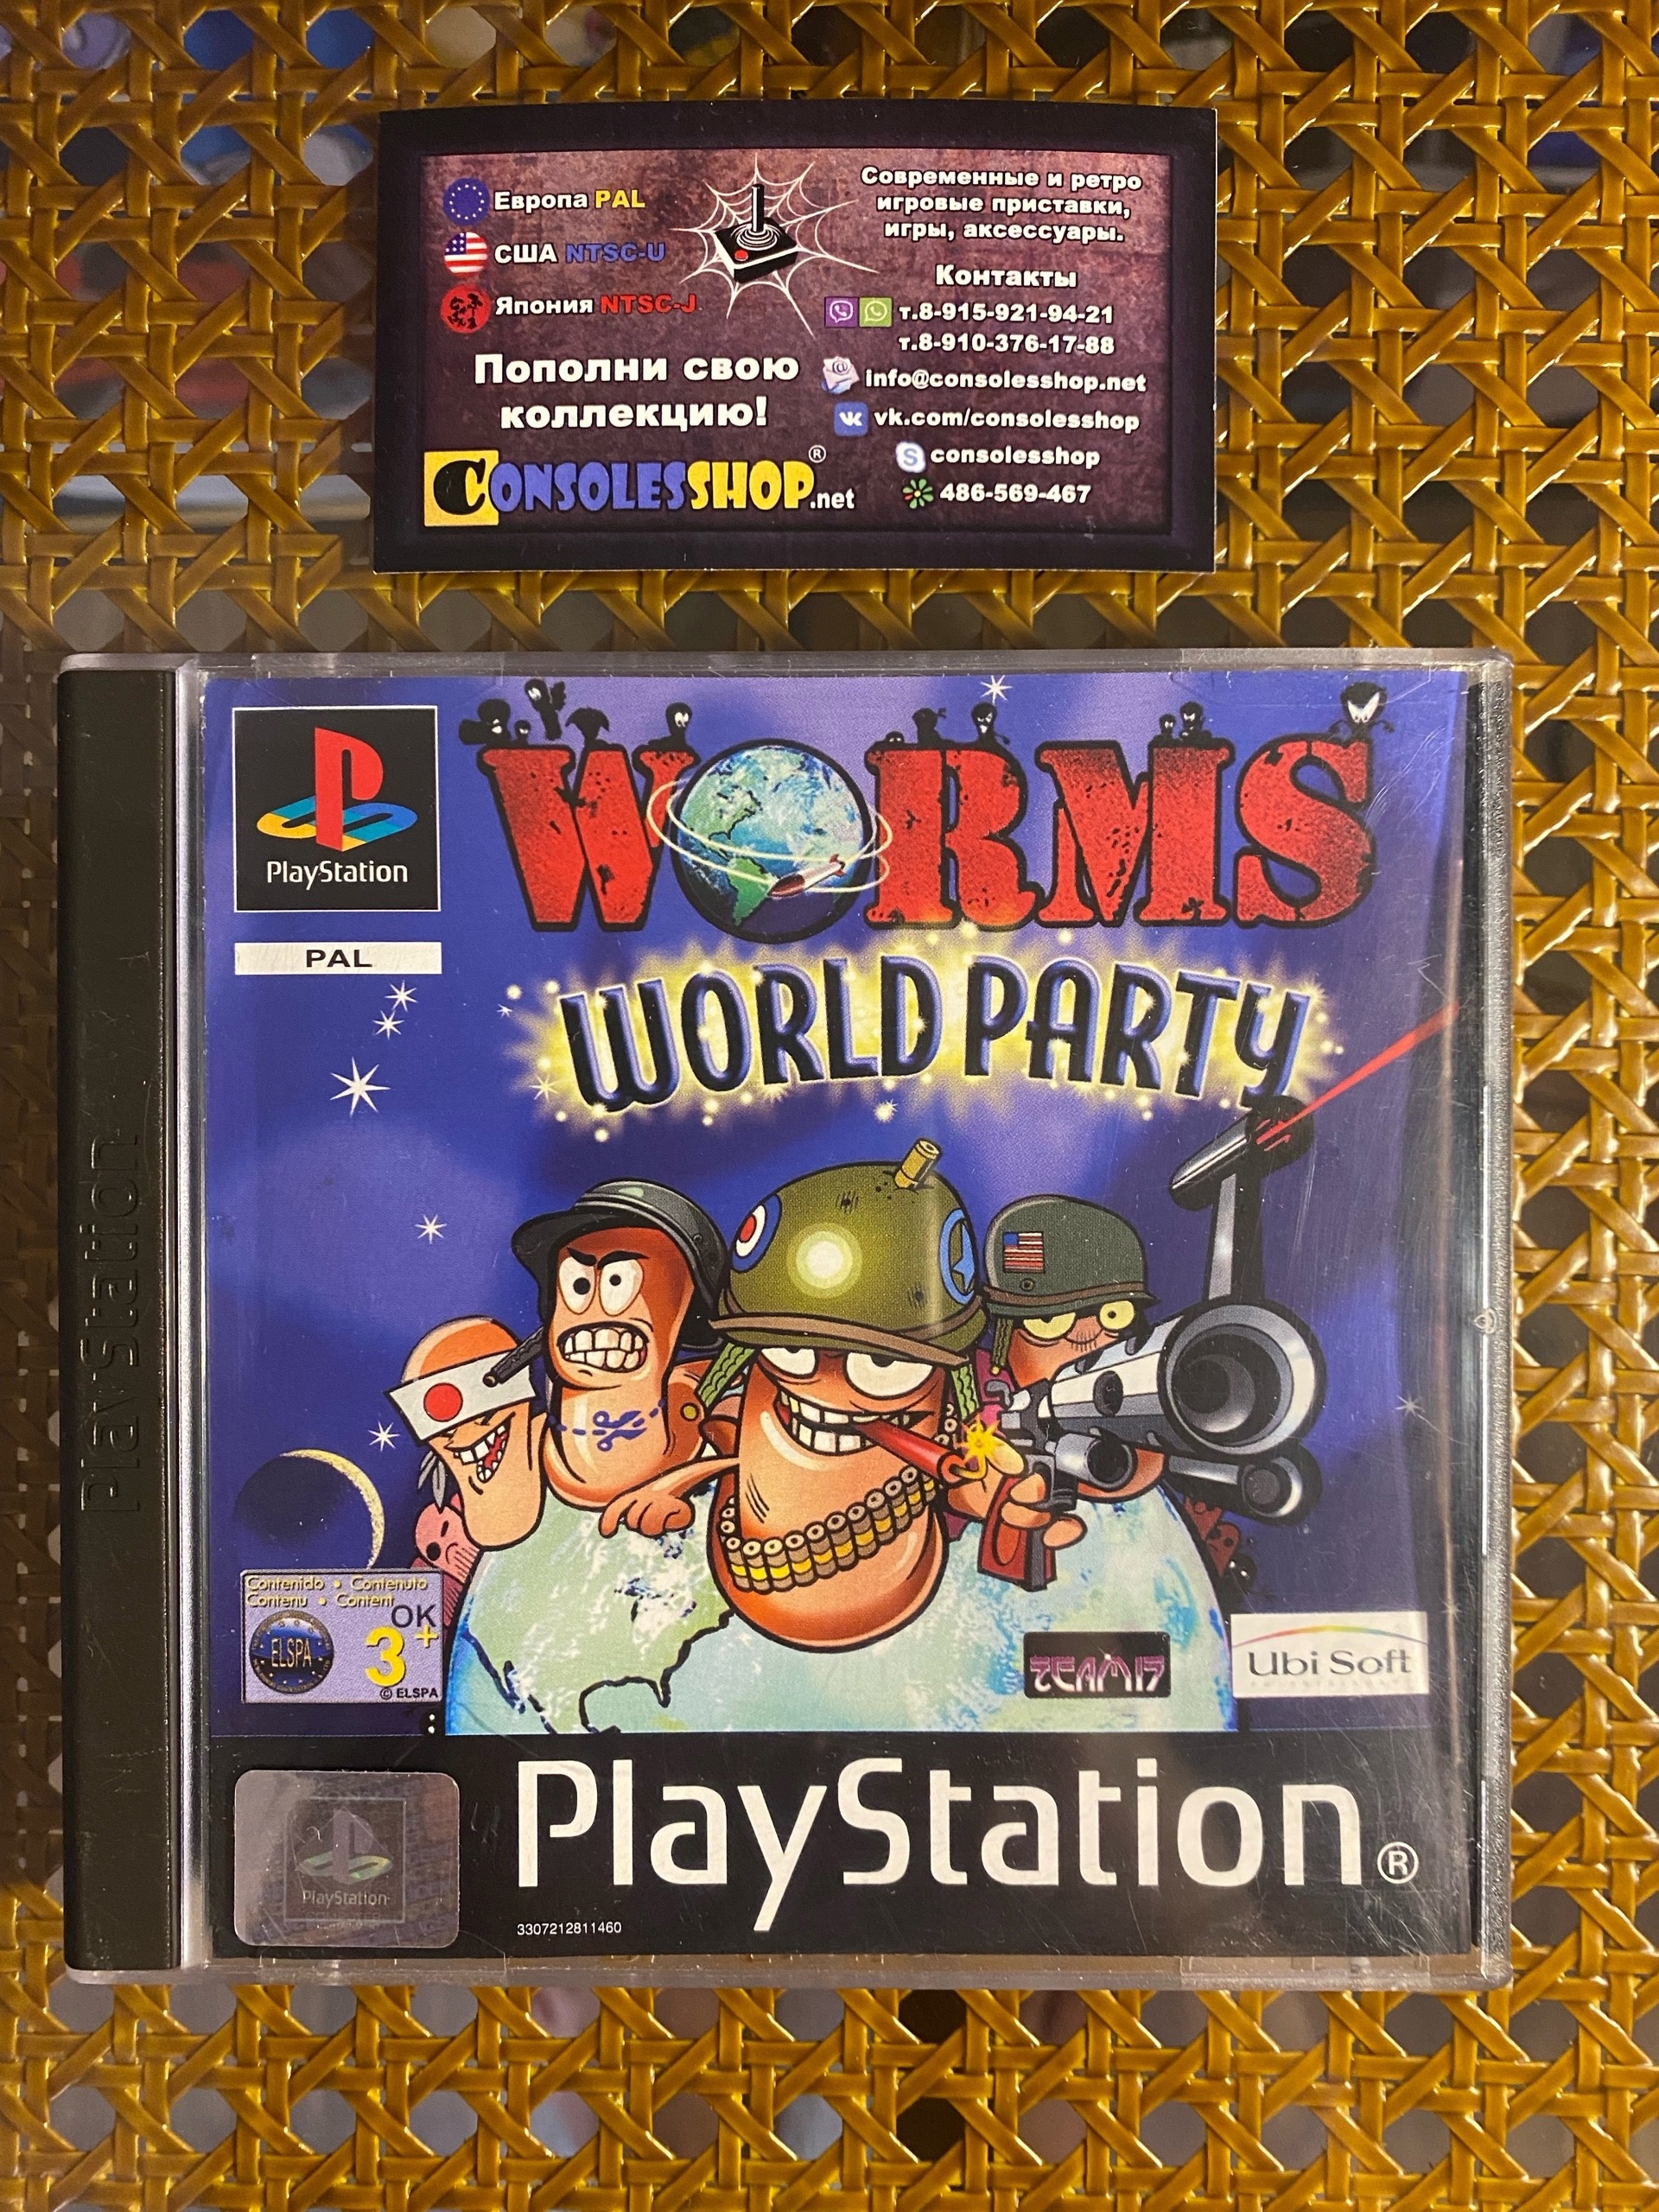 Европа PAL
США NTSC-U
Япония NTSC-J
Пополни свою
коллекцию!
CONSOLESSHOP.net
®
Современные и ретро
игровые приставки,
игры, аксессуары.
Контакты
т.8-915-921-94-21
т.8-910-376-17-88
info@consolesshop.net
vk.com/consolesshop
consolesshop
486-569-467
PlayStation
PlayStation
PAL
WORMS
WORLD PARTY
Contenido • Contenuto
Contenu • Content
OK
ELSPA
3+
© ELSPA
TEAM17
Ubi Soft
PlayStation
PlayStation®
3307212811460